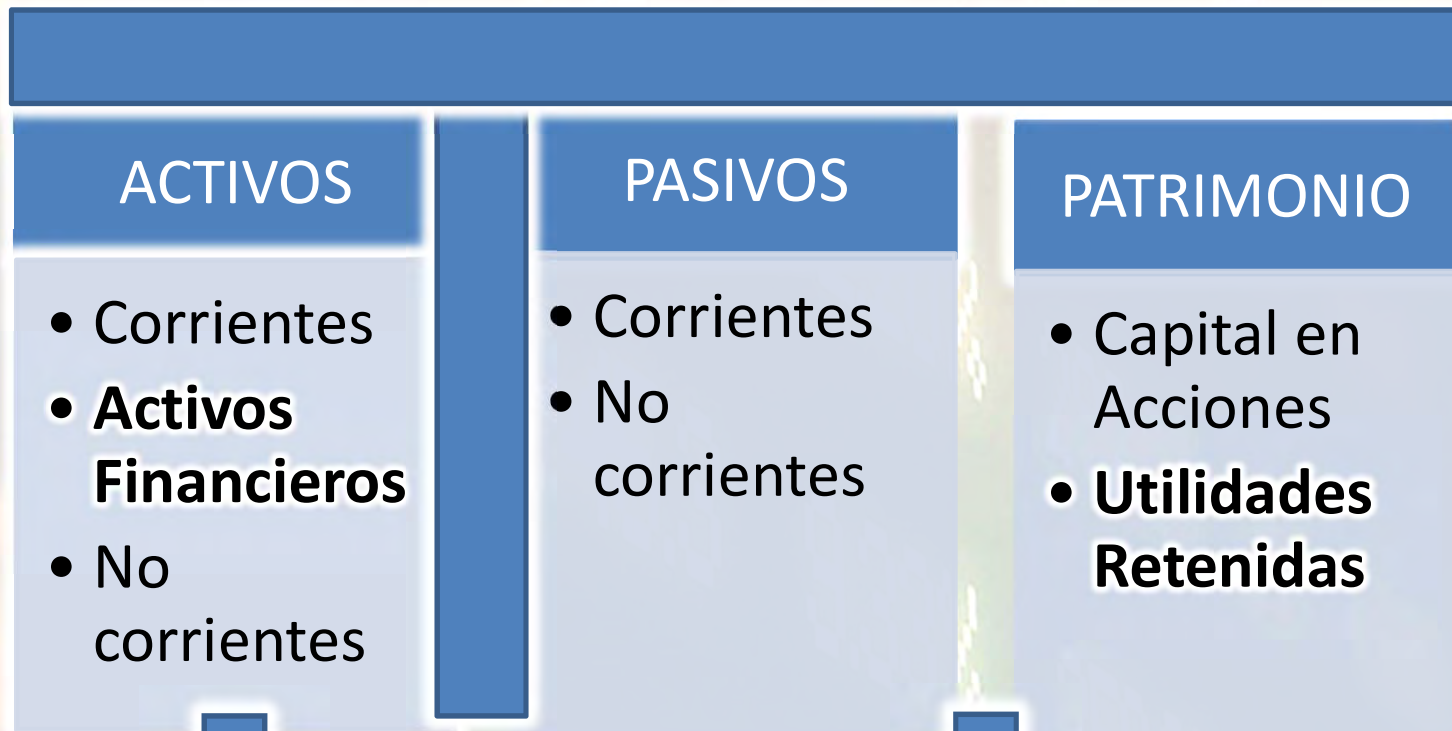 ACTIVOS
• Corrientes
• Activos
Financieros
• No
corrientes
PASIVOS
• Corrientes
• No
corrientes
PATRIMONIO
• Capital en
Acciones
• Utilidades
Retenidas